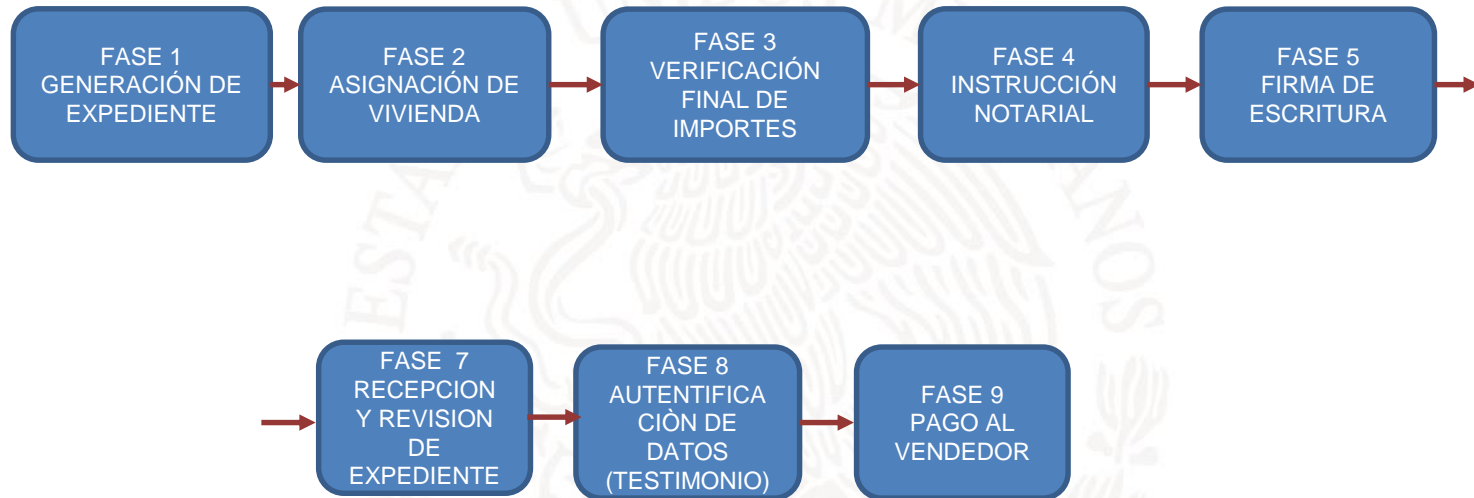 FASE 1
GENERACIÓN DE
EXPEDIENTE
FASE 2
ASIGNACIÓN DE
VIVIENDA
FASE 3
VERIFICACIÓN
FINAL DE
IMPORTES
FASE 4
INSTRUCCIÓN
NOTARIAL
FASE 5
FIRMA DE
ESCRITURA
FASE 7
RECEPCION
Y REVISION
DE
EXPEDIENTE
FASE 8
AUTENTIFICA
CIÒN DE
DATOS
(TESTIMONIO)
FASE 9
PAGO AL
VENDEDOR